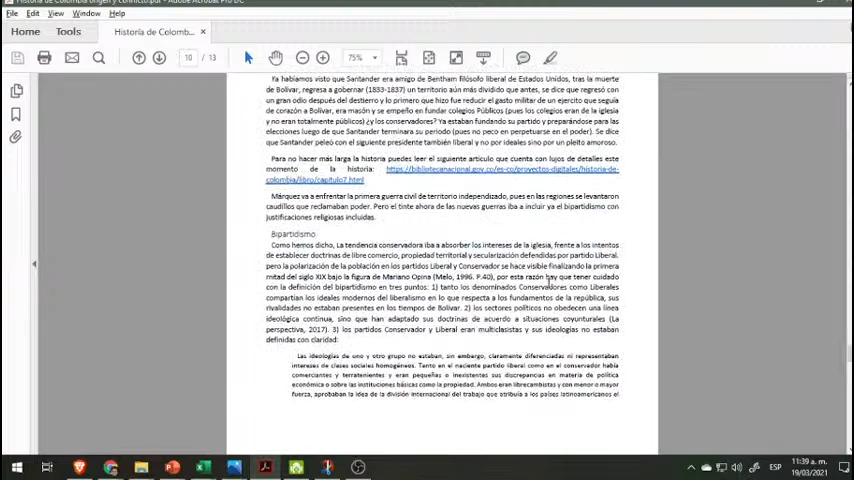 Historia de Colombia origen y conflicto.pdf - Adobe Acrobat Pro DC
File Edit View Window Help
Home Tools Historia de Colomb... ×
10 / 13 75%
Ya habíamos visto que Santander era amigo de Bentham filósofo liberal de Estados Unidos, tras la muerte
de Bolívar, regresa a gobernar (1833-1837) un territorio aún más dividido que antes, se dice que regresó con
un gran odio después del destierro y lo primero que hizo fue reducir el gasto militar de un ejercito que seguía
de corazón a Bolívar, era masón y se empeño en fundar colegios Públicos (pues los colegios eran de la iglesia
y no eran totalmente públicos) ¿y los conservadores? Ya estaban fundando su partido y preparándose para las
elecciones luego de que Santander terminara su periodo (pues no peco en perpetuarse en el poder). Se dice
que Santander peleó con el siguiente presidente también liberal y no por ideales sino por un pleito amoroso.
Para no hacer más larga la historia puedes leer el siguiente articulo que cuenta con lujos de detalles este
momento de la historia: https://bibliotecanacional.gov.co/es-co/proyectos-digitales/historia-de-
colombia/libro/capitulo7.html
Márquez va a enfrentar la primera guerra civil de territorio independizado, pues en las regiones se levantaron
caudillos que reclamaban poder. Pero el tinte ahora de las nuevas guerras iba a incluir ya el bipartidismo con
justificaciones religiosas incluidas.
Bipartidismo
Como hemos dicho, La tendencia conservadora iba a absorber los intereses de la iglesia, frente a los intentos
de establecer doctrinas de libre comercio, propiedad territorial y secularización defendidas por partido Liberal.
pero la polarización de la población en los partidos Liberal y Conservador se hace visible finalizando la primera
mitad del siglo XIX bajo la figura de Mariano Opina (Melo, 1996. P.40), por esta razón hay que tener cuidado
con la definición del bipartidismo en tres puntos: 1) tanto los denominados Conservadores como Liberales
compartían los ideales modernos del liberalismo en lo que respecta a los fundamentos de la república, sus
rivalidades no estaban presentes en los tiempos de Bolívar. 2) los sectores políticos no obedecen una línea
ideológica continua, sino que han adaptado sus doctrinas de acuerdo a situaciones coyunturales (La
perspectiva, 2017). 3) los partidos Conservador y Liberal eran multiclasistas y sus ideologías no estaban
definidas con claridad:
Las ideologías de uno y otro grupo no estaban, sin embargo, claramente diferenciadas ni representaban
intereses de clases sociales homogéneos. Tanto en el naciente partido liberal como en el conservador había
comerciantes y terratenientes y eran pequeñas o inexistentes sus discrepancias en materia de política
económica o sobre las instituciones básicas como la propiedad. Ambos eran librecambistas y con menor o mayor
fuerza, aprobaban la idea de la división internacional del trabajo que atribuía a los países latinoamericanos el
ESP 11:39 a. m.
19/03/2021